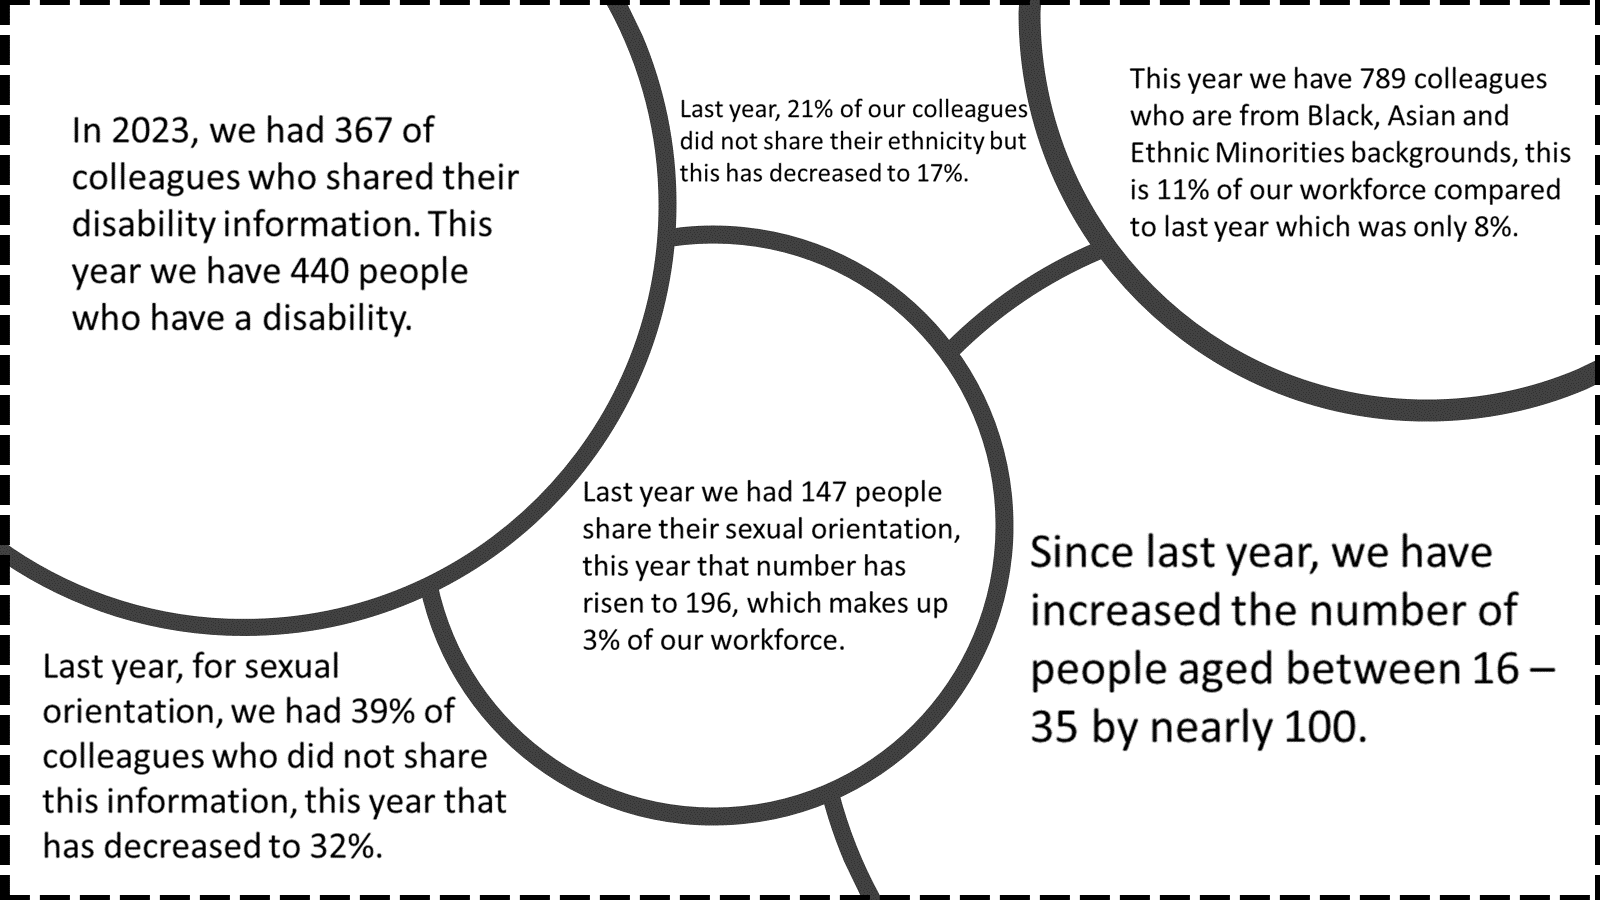 In 2023, we had 367 of
colleagues who shared their
disability information. This
year we have 440 people
who have a disability.
Last year, 21% of our colleagues
did not share their ethnicity but
this has decreased to 17%.
This year we have 789 colleagues
who are from Black, Asian and
Ethnic Minorities backgrounds, this
is 11% of our workforce compared
to last year which was only 8%.
Last year we had 147 people
share their sexual orientation,
this year that number has
risen to 196, which makes up
3% of our workforce.
Since last year, we have
increased the number of
people aged between 16 –
35 by nearly 100.
Last year, for sexual
orientation, we had 39% of
colleagues who did not share
this information, this year that
has decreased to 32%.